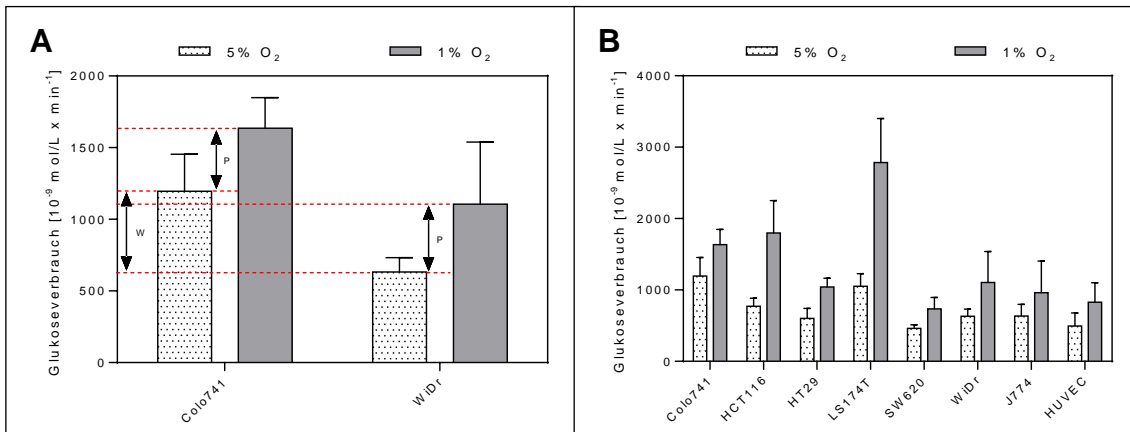 A
5% O₂
1% O₂
Glukoseverbrauch [10⁻⁹ mol/L x min⁻¹]
2000
1500
1000
500
0
P
W
P
Colo741
WiDr
B
5% O₂
1% O₂
Glukoseverbrauch [10⁻⁹ mol/L x min⁻¹]
4000
3000
2000
1000
0
Colo741
HCT116
HT29
LS174T
SW620
WiDr
J774
HUVEC